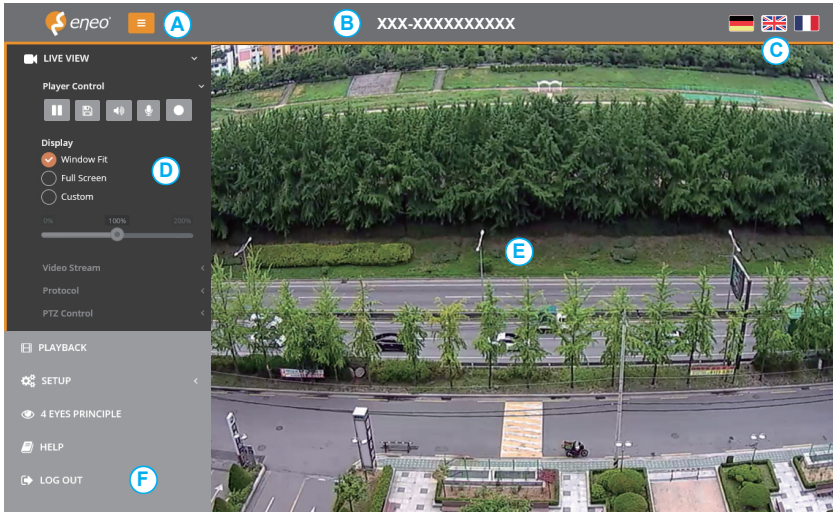 eneo
A
B
XXX-XXXXXXXXXX
C
LIVE VIEW
Player Control
Display
Window Fit
Full Screen
Custom
D
0% 100% 200%
Video Stream
Protocol
PTZ Control
E
PLAYBACK
SETUP
4 EYES PRINCIPLE
HELP
LOG OUT
F